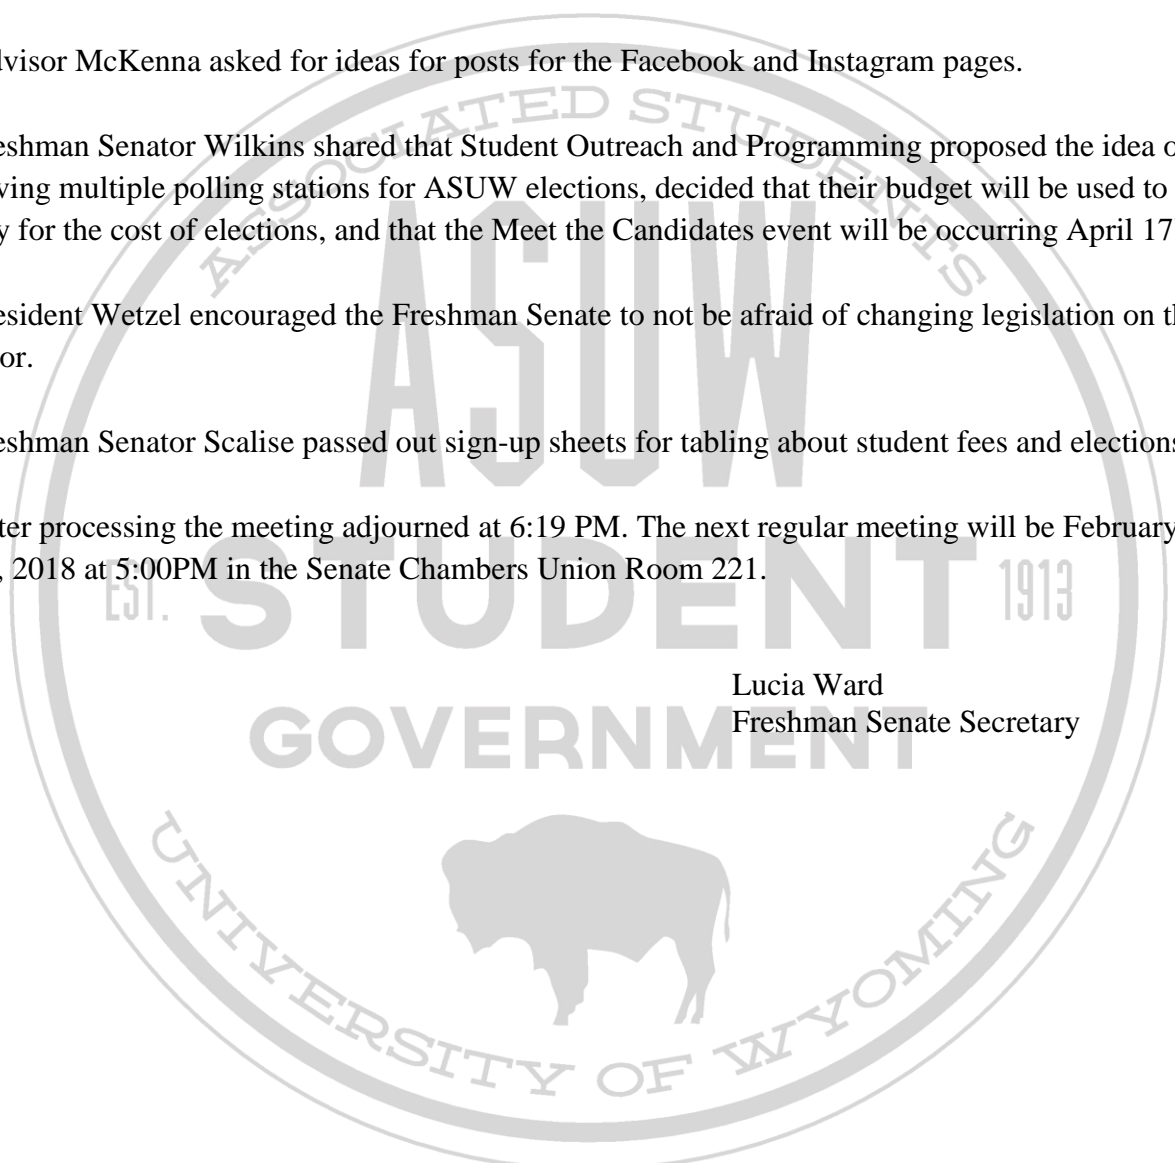 dvisor McKenna asked for ideas for posts for the Facebook and Instagram pages.
eshman Senator Wilkins shared that Student Outreach and Programming proposed the idea o
ving multiple polling stations for ASUW elections, decided that their budget will be used to
y for the cost of elections, and that the Meet the Candidates event will be occurring April 17
esident Wetzel encouraged the Freshman Senate to not be afraid of changing legislation on t
or.
eshman Senator Scalise passed out sign-up sheets for tabling about student fees and elections
ter processing the meeting adjourned at 6:19 PM. The next regular meeting will be February
, 2018 at 5:00PM in the Senate Chambers Union Room 221.
Lucia Ward
Freshman Senate Secretary
ASSOCIATED STUDENTS
ASUW
EST. STUDENT 1913
GOVERNMENT
UNIVERSITY OF WYOMING